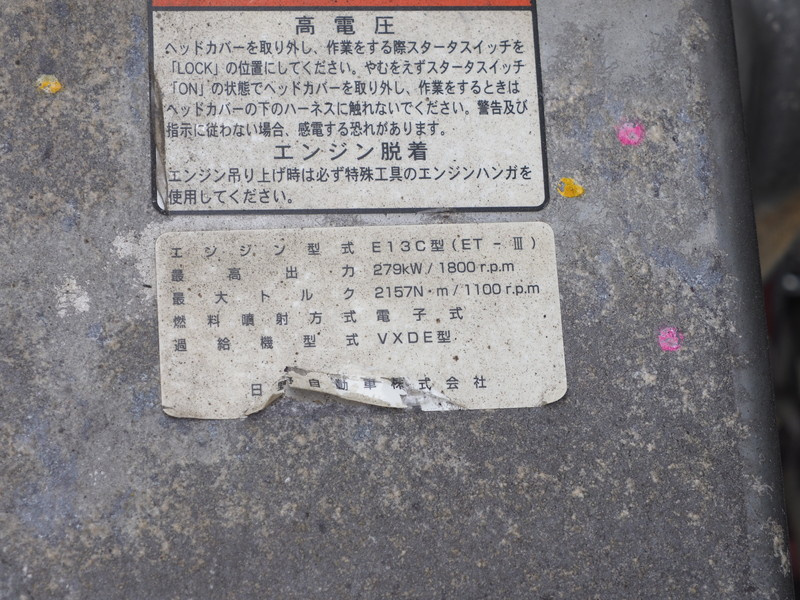 高電圧
ヘッドカバーを取り外し、作業をする際スタータスイッチを
「LOCK」の位置にしてください。やむをえずスタータスイッチ
「ON」の状態でヘッドカバーを取り外し、作業をするときは
ヘッドカバーの下のハーネスに触れないでください。警告及び
指示に従わない場合、感電する恐れがあります。
エンジン脱着
エンジン吊り上げ時は必ず特殊工具のエンジンハンガを
使用してください。
エンジン型式 E13C型(ET-Ⅲ)
最高出力 279kW/1800r.p.m
最大トルク 2157N・m/1100r.p.m
燃料噴射方式 電子式
過給機型式 VXDE型
日野自動車株式会社